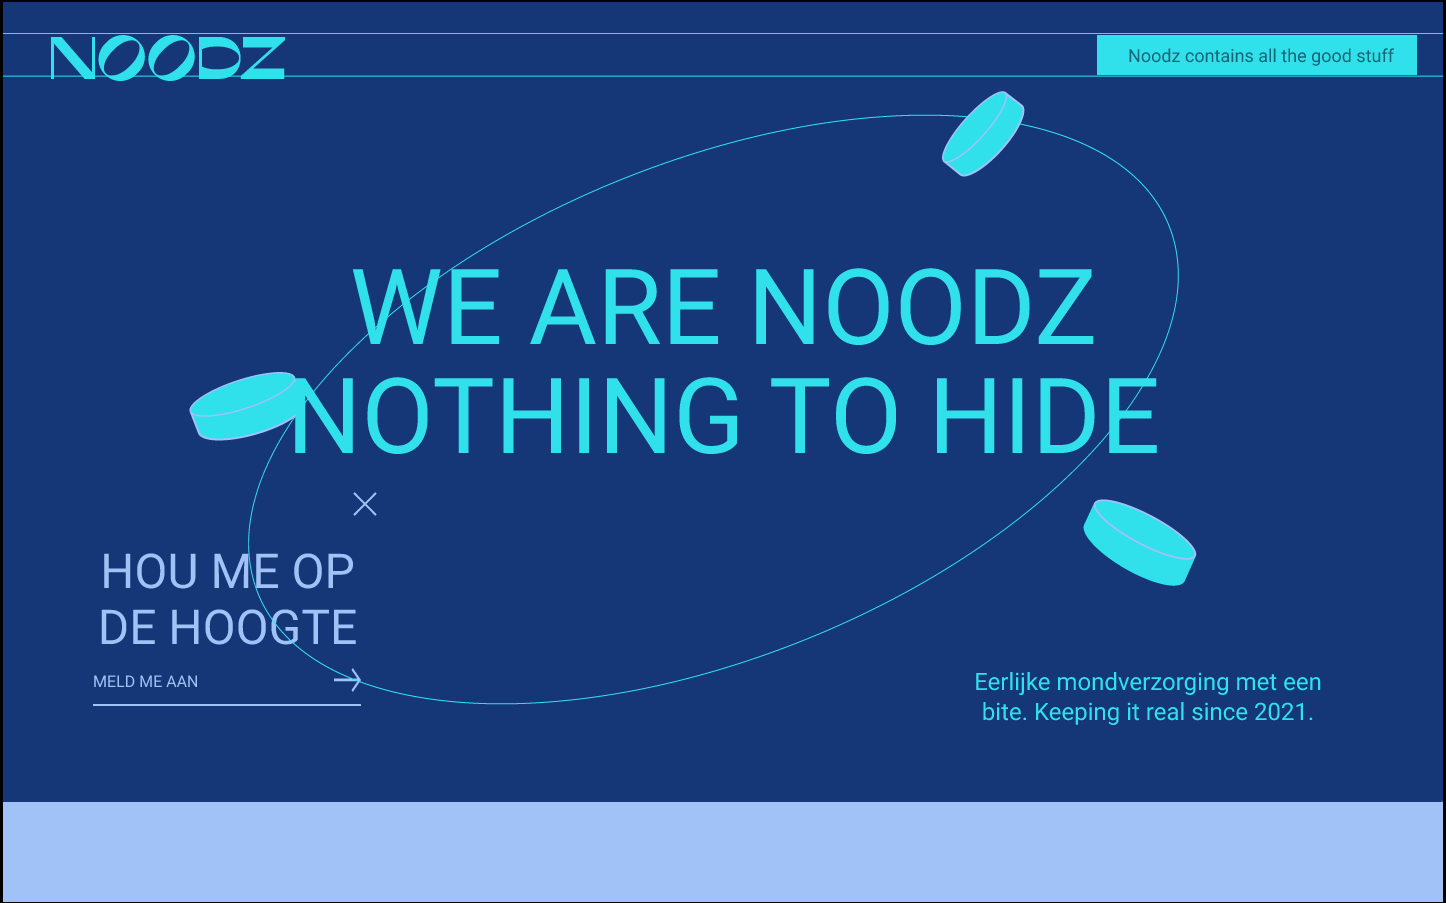 NOODZ
Noodz contains all the good stuff
WE ARE NOODZ
NOTHING TO HIDE
HOU ME OP
DE HOOGTE
MELD ME AAN
Eerlijke mondverzorging met een
bite. Keeping it real since 2021.